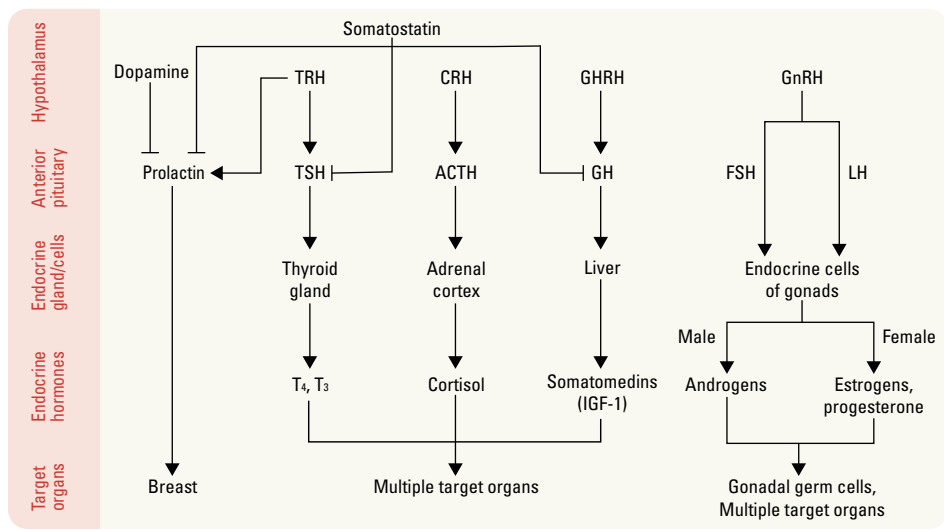 Hypothalamus
Somatostatin
Dopamine
TRH
CRH
GHRH
GnRH
Anterior
pituitary
Prolactin
TSH
ACTH
GH
FSH
LH
Endocrine
gland/cells
Thyroid
gland
Adrenal
cortex
Liver
Endocrine cells
of gonads
Male
Female
Endocrine
hormones
T₄, T₃
Cortisol
Somatomedins
(IGF-1)
Androgens
Estrogens,
progesterone
Target
organs
Breast
Multiple target organs
Gonadal germ cells,
Multiple target organs